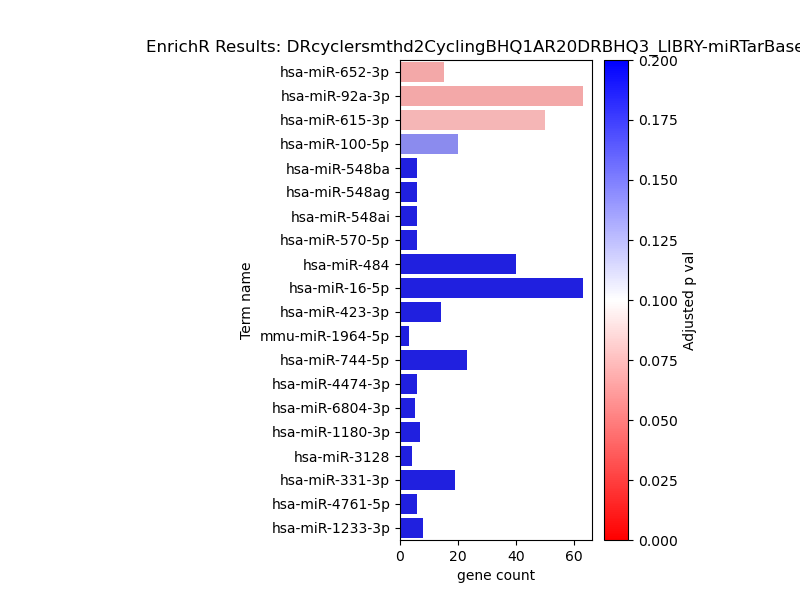 EnrichR Results: DRcyclersmthd2CyclingBHQ1AR20DRBHQ3_LIBRY-miRTarBase
hsa-miR-652-3p
hsa-miR-92a-3p
hsa-miR-615-3p
hsa-miR-100-5p
hsa-miR-548ba
hsa-miR-548ag
hsa-miR-548ai
hsa-miR-570-5p
hsa-miR-484
hsa-miR-16-5p
hsa-miR-423-3p
mmu-miR-1964-5p
hsa-miR-744-5p
hsa-miR-4474-3p
hsa-miR-6804-3p
hsa-miR-1180-3p
hsa-miR-3128
hsa-miR-331-3p
hsa-miR-4761-5p
hsa-miR-1233-3p
Term name
0 20 40 60
gene count
0.200
0.175
0.150
0.125
0.100
0.075
0.050
0.025
0.000
Adjusted p val